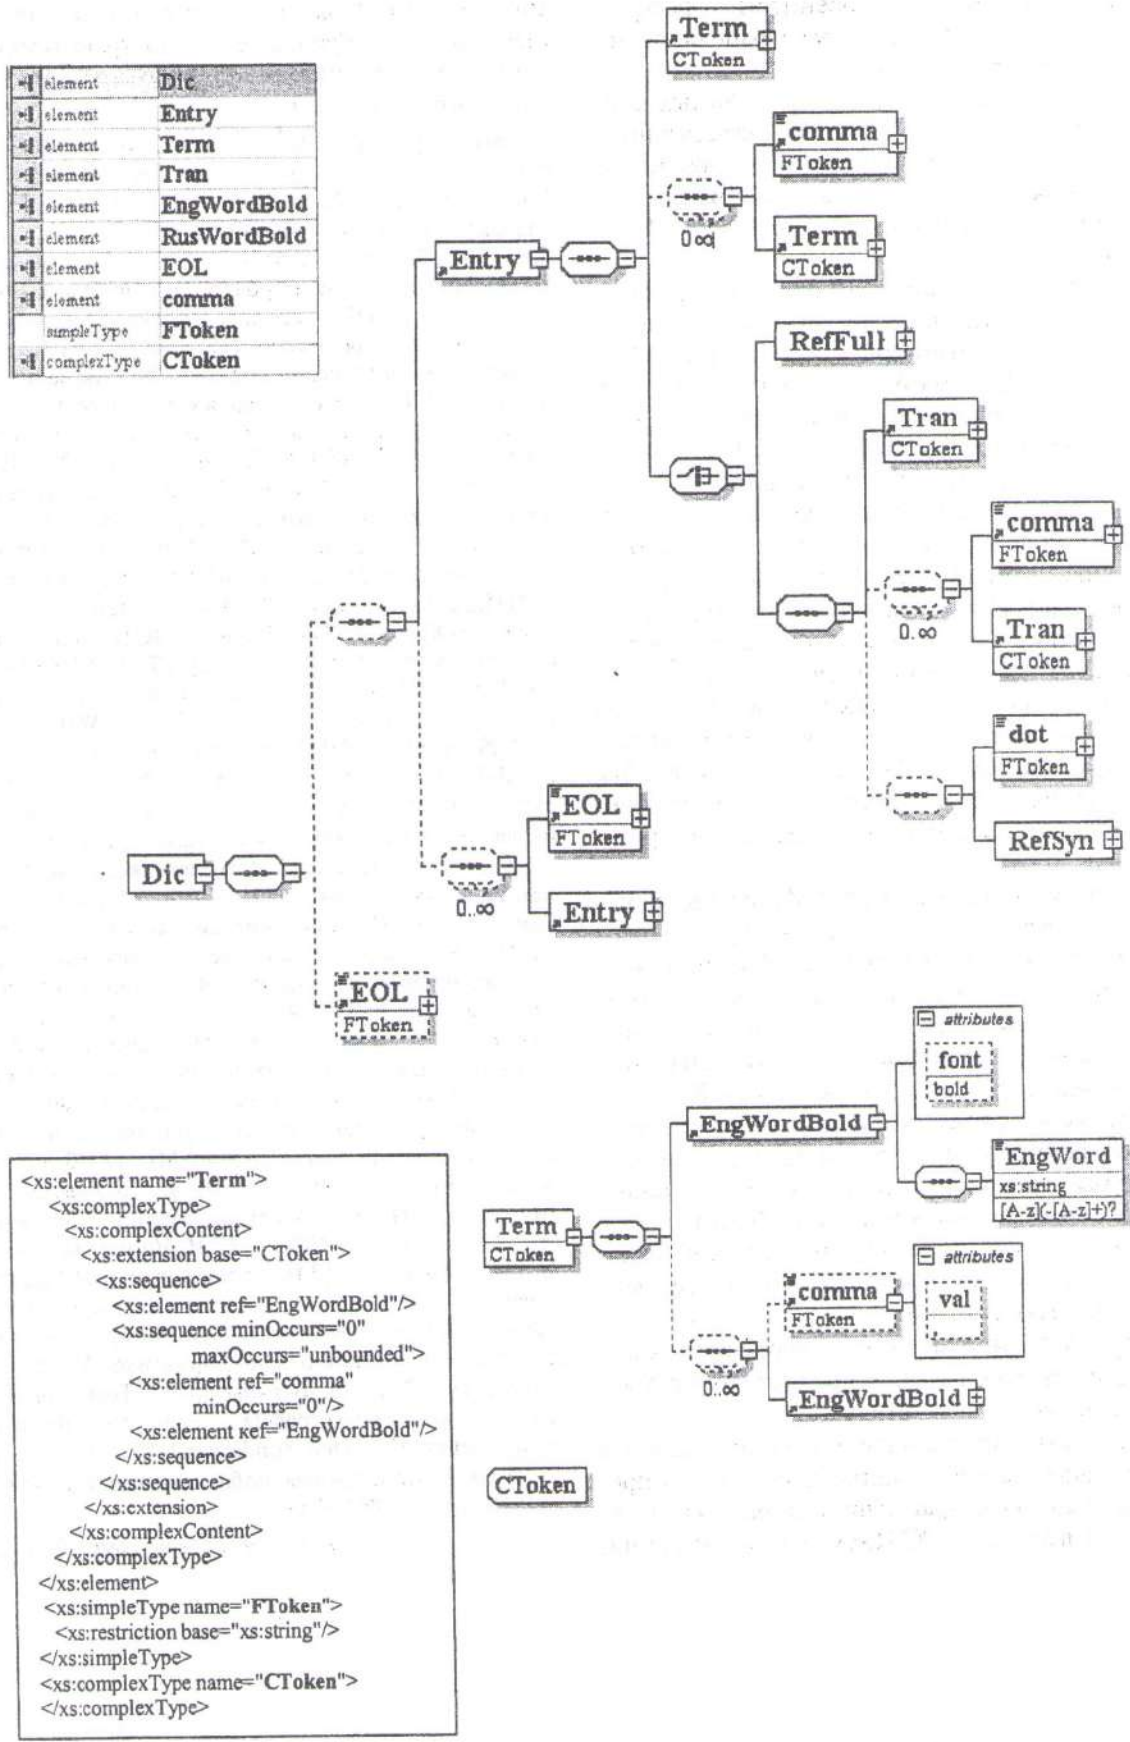 element Dic
element Entry
element Term
element Tran
element EngWordBold
element RusWordBold
element EOL
element comma
simpleType FToken
complexType CToken
Term
CToken
comma
FToken
0 ∞
Term
CToken
Entry
RefFull
Tran
CToken
comma
FToken
0..∞
Tran
CToken
dot
FToken
RefSyn
EOL
FToken
Dic
0..∞
Entry
EOL
FToken
attributes
font
bold
EngWordBold
EngWord
xs:string
[A-z](-[A-z]+)?
Term
CToken
attributes
comma
FToken
val
0..∞
EngWordBold
CToken
<xs:element name="Term">
<xs:complexType>
<xs:complexContent>
<xs:extension base="CToken">
<xs:sequence>
<xs:element ref="EngWordBold"/>
<xs:sequence minOccurs="0"
maxOccurs="unbounded">
<xs:element ref="comma"
minOccurs="0"/>
<xs:element кef="EngWordBold"/>
</xs:sequence>
</xs:sequence>
</xs:extension>
</xs:complexContent>
</xs:complexType>
</xs:element>
<xs:simpleType name="FToken">
<xs:restriction base="xs:string"/>
</xs:simpleType>
<xs:complexType name="CToken">
</xs:complexType>